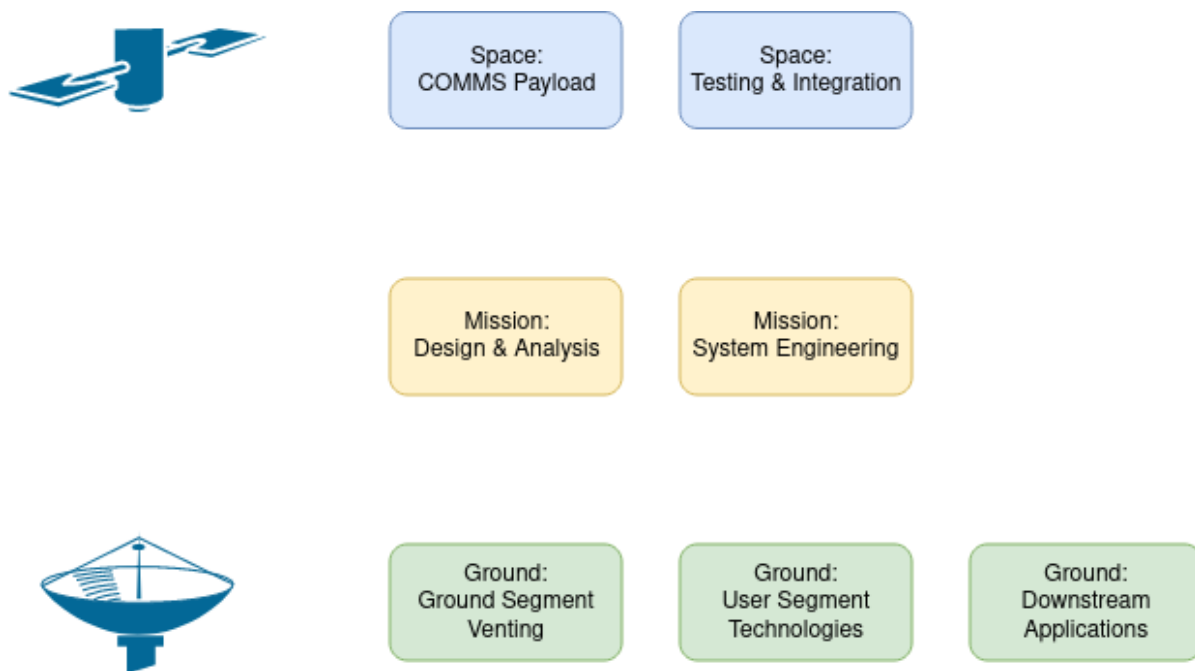 Space:
COMMS Payload
Space:
Testing & Integration
Mission:
Design & Analysis
Mission:
System Engineering
Ground:
Ground Segment
Venting
Ground:
User Segment
Technologies
Ground:
Downstream
Applications